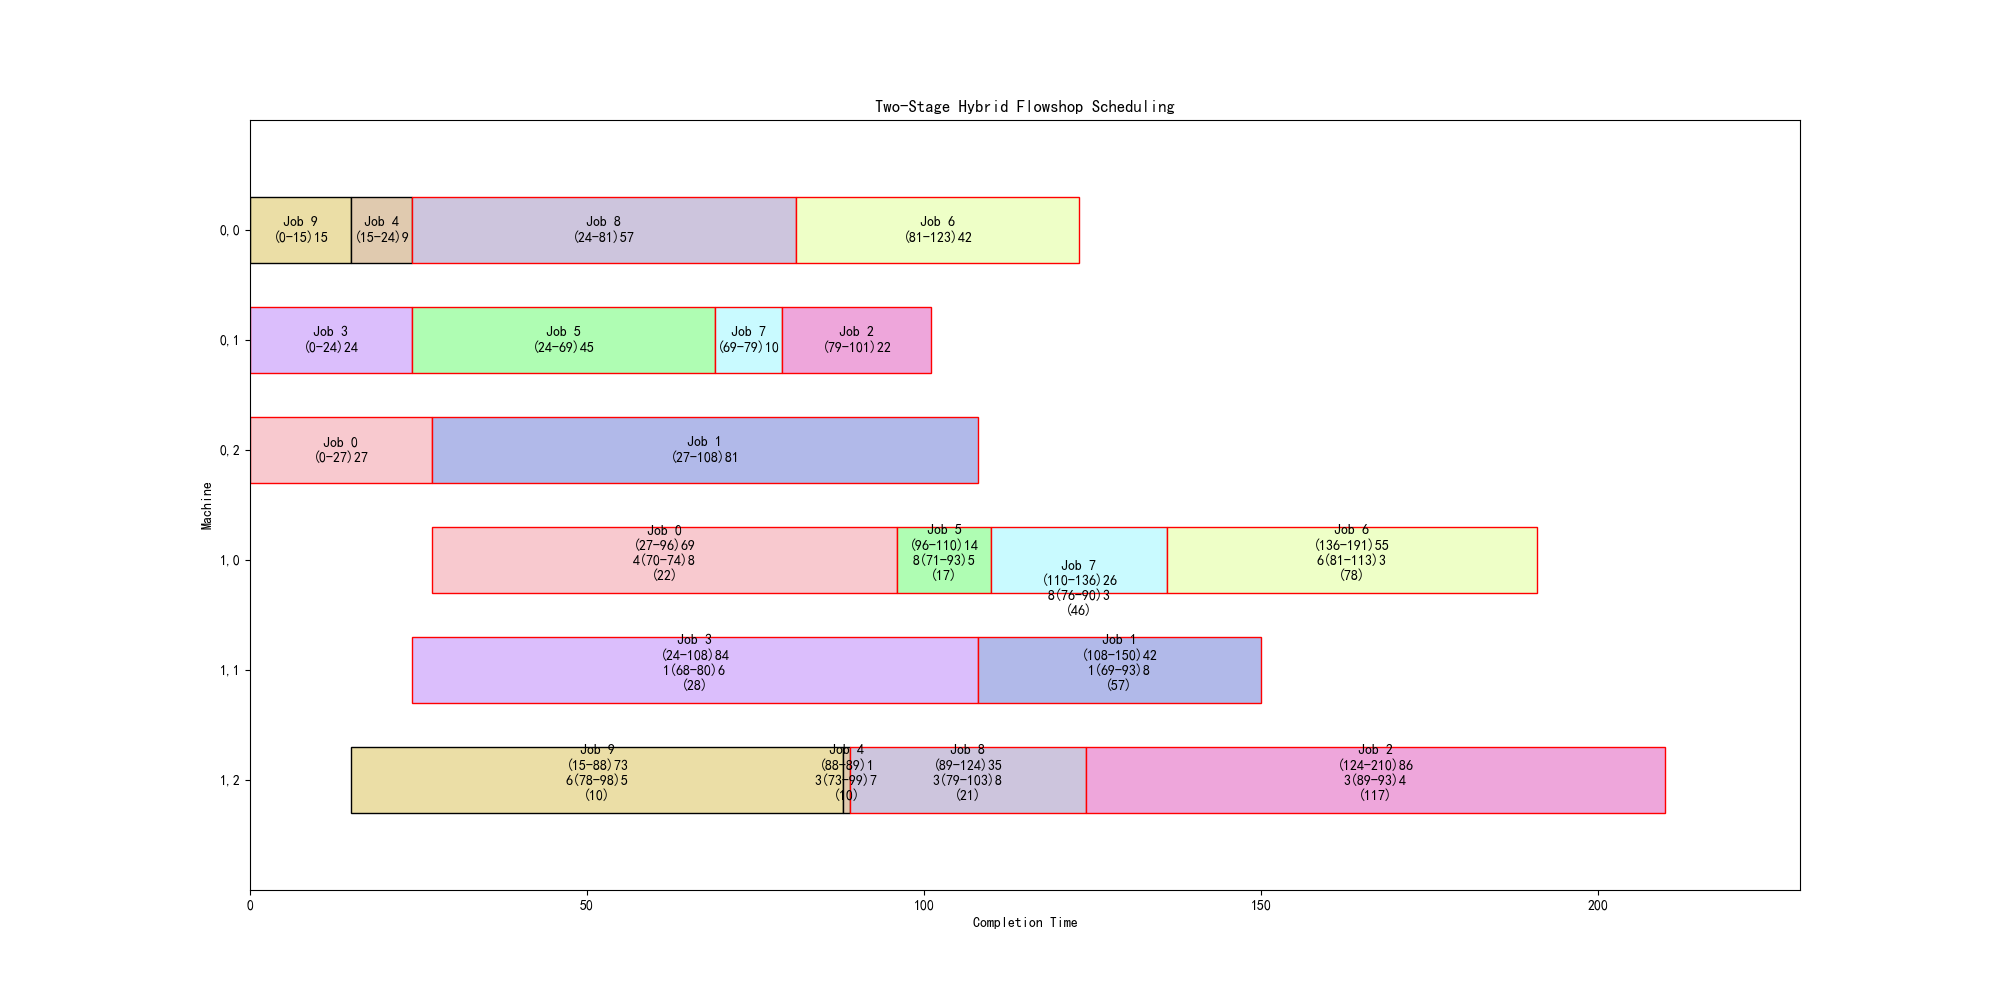 Two-Stage Hybrid Flowshop Scheduling
Machine
0,0
Job 9
(0-15)15
Job 4
(15-24)9
Job 8
(24-81)57
Job 6
(81-123)42
0,1
Job 3
(0-24)24
Job 5
(24-69)45
Job 7
(69-79)10
Job 2
(79-101)22
0,2
Job 0
(0-27)27
Job 1
(27-108)81
1,0
Job 0
(27-96)69
4(70-74)8
(22)
Job 5
(96-110)14
8(71-93)5
(17)
Job 7
(110-136)26
8(76-90)3
(46)
Job 6
(136-191)55
6(81-113)3
(78)
1,1
Job 3
(24-108)84
1(68-80)6
(28)
Job 1
(108-150)42
1(69-93)8
(57)
1,2
Job 9
(15-88)73
6(78-98)5
(10)
Job 4
(88-89)1
3(73-99)7
(10)
Job 8
(89-124)35
3(79-103)8
(21)
Job 2
(124-210)86
3(89-93)4
(117)
0
50
100
150
200
Completion Time